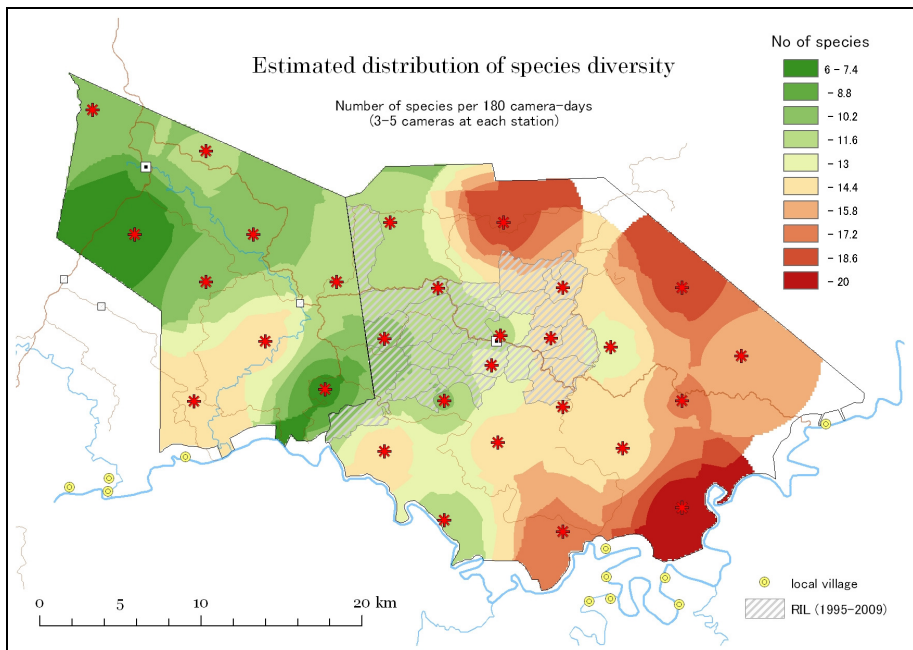 Estimated distribution of species diversity
Number of species per 180 camera-days
(3-5 cameras at each station)
No of species
6 - 7.4
- 8.8
- 10.2
- 11.6
- 13
- 14.4
- 15.8
- 17.2
- 18.6
- 20
local village
RIL (1995-2009)
0 5 10 20 km